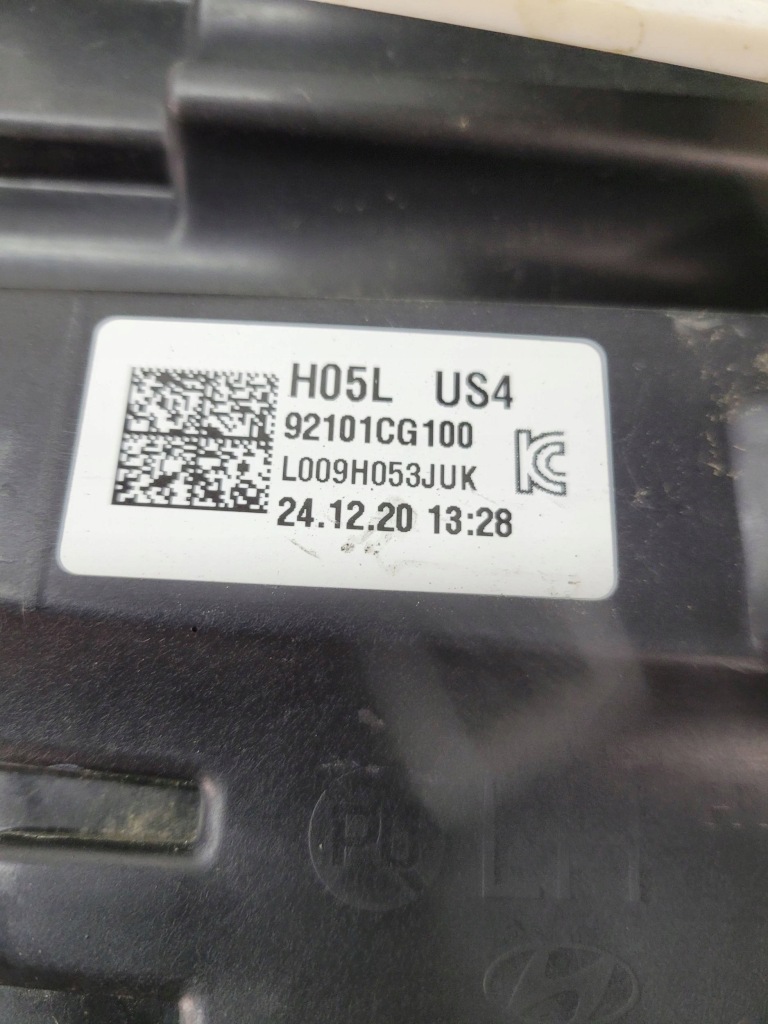 H05L US4
92101CG100
L009H053JUK
24.12.20 13:28